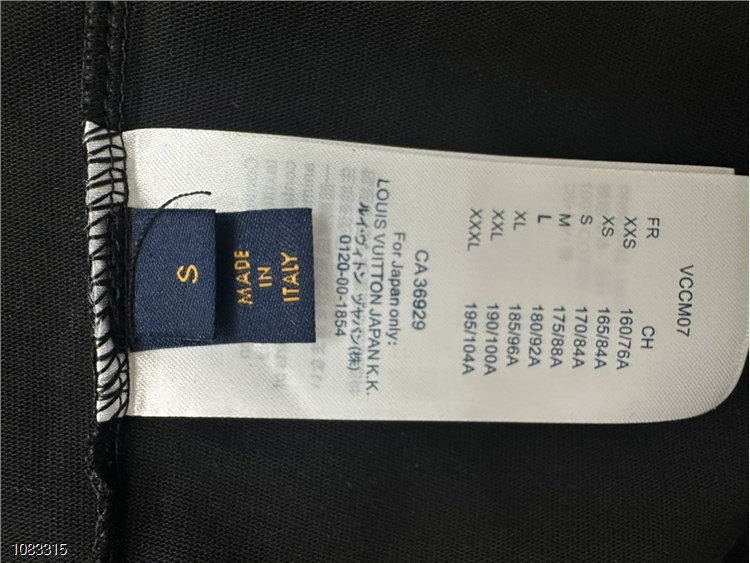 S
MADE
IN
ITALY
VCCM07
FR CH
XXS 160/76A
XS 165/84A
S 170/84A
M 175/88A
L 180/92A
XL 185/96A
XXL 190/100A
XXXL 195/104A
CA36929
For Japan only:
LOUIS VUITTON JAPAN K.K.
ルイ・ヴィトン ジャパン(株)
0120-00-1854
1083315